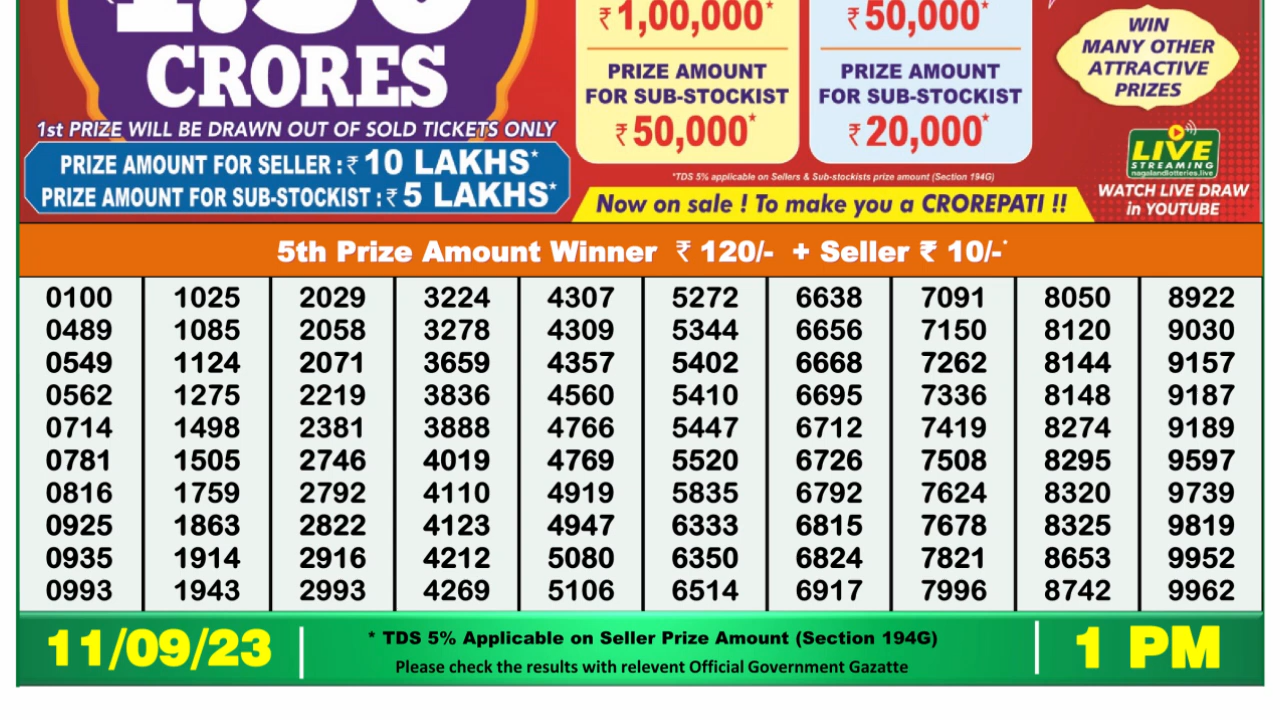 CRORES
1st PRIZE WILL BE DRAWN OUT OF SOLD TICKETS ONLY
PRIZE AMOUNT FOR SELLER : ₹ 10 LAKHS*
PRIZE AMOUNT FOR SUB-STOCKIST : ₹ 5 LAKHS*
₹ 1,00,000*
PRIZE AMOUNT
FOR SUB-STOCKIST
₹ 50,000*
₹ 50,000*
PRIZE AMOUNT
FOR SUB-STOCKIST
₹ 20,000*
*TDS 5% applicable on Sellers & Sub-stockists prize amount (Section 194G)
Now on sale ! To make you a CROREPATI !!
WIN
MANY OTHER
ATTRACTIVE
PRIZES
LIVE
STREAMING
nagalandlotteries.live
WATCH LIVE DRAW
in YOUTUBE
5th Prize Amount Winner ₹ 120/- + Seller ₹ 10/-*
0100 1025 2029 3224 4307 5272 6638 7091 8050 8922
0489 1085 2058 3278 4309 5344 6656 7150 8120 9030
0549 1124 2071 3659 4357 5402 6668 7262 8144 9157
0562 1275 2219 3836 4560 5410 6695 7336 8148 9187
0714 1498 2381 3888 4766 5447 6712 7419 8274 9189
0781 1505 2746 4019 4769 5520 6726 7508 8295 9597
0816 1759 2792 4110 4919 5835 6792 7624 8320 9739
0925 1863 2822 4123 4947 6333 6815 7678 8325 9819
0935 1914 2916 4212 5080 6350 6824 7821 8653 9952
0993 1943 2993 4269 5106 6514 6917 7996 8742 9962
11/09/23
* TDS 5% Applicable on Seller Prize Amount (Section 194G)
Please check the results with relevent Official Government Gazatte
1 PM